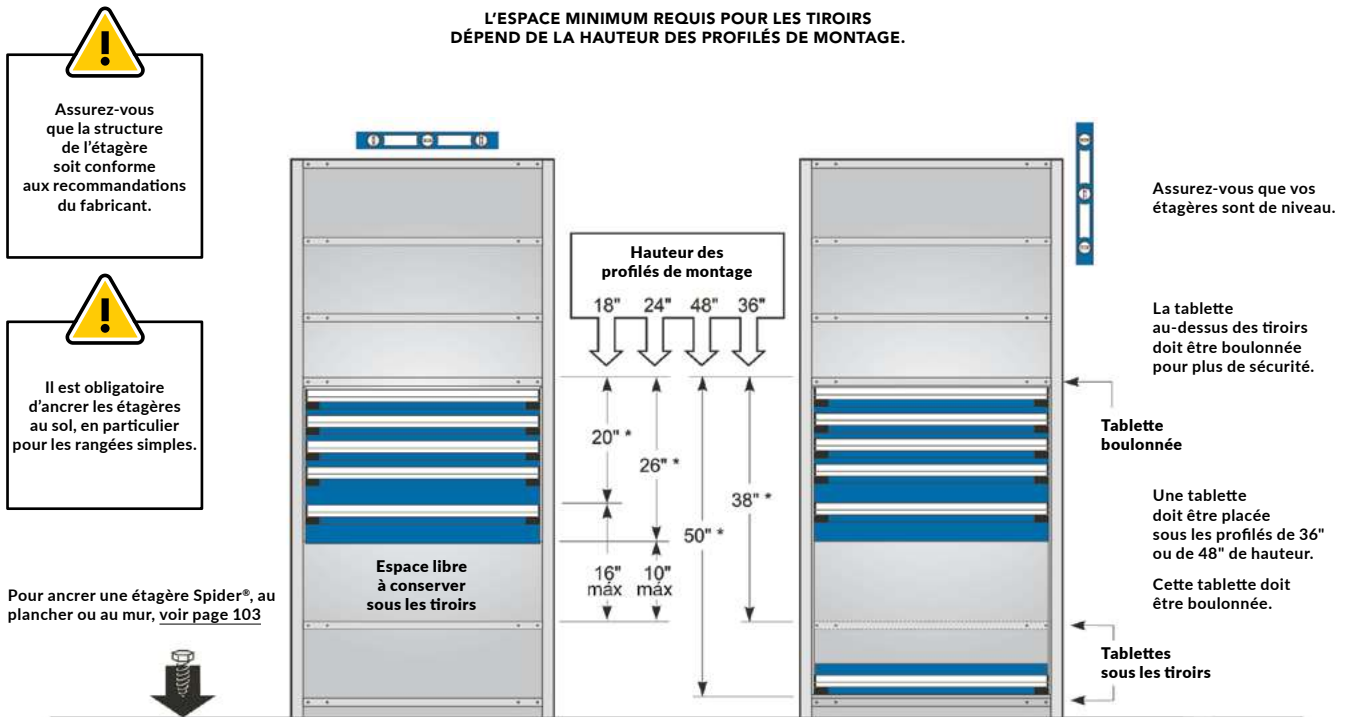 L'ESPACE MINIMUM REQUIS POUR LES TIROIRS
DÉPEND DE LA HAUTEUR DES PROFILÉS DE MONTAGE.
Assurez-vous
que la structure
de l'étagère
soit conforme
aux recommandations
du fabricant.
Il est obligatoire
d'ancrer les étagères
au sol, en particulier
pour les rangées simples.
Pour ancrer une étagère Spider®, au
plancher ou au mur, voir page 103
Espace libre
à conserver
sous les tiroirs
Hauteur des
profilés de montage
18" 24" 48" 36"
20" *
26" *
38" *
50" *
16"
máx
10"
máx
Assurez-vous que vos
étagères sont de niveau.
La tablette
au-dessus des tiroirs
doit être boulonnée
pour plus de sécurité.
Tablette
boulonnée
Une tablette
doit être placée
sous les profilés de 36"
ou de 48" de hauteur.
Cette tablette doit
être boulonnée.
Tablettes
sous les tiroirs